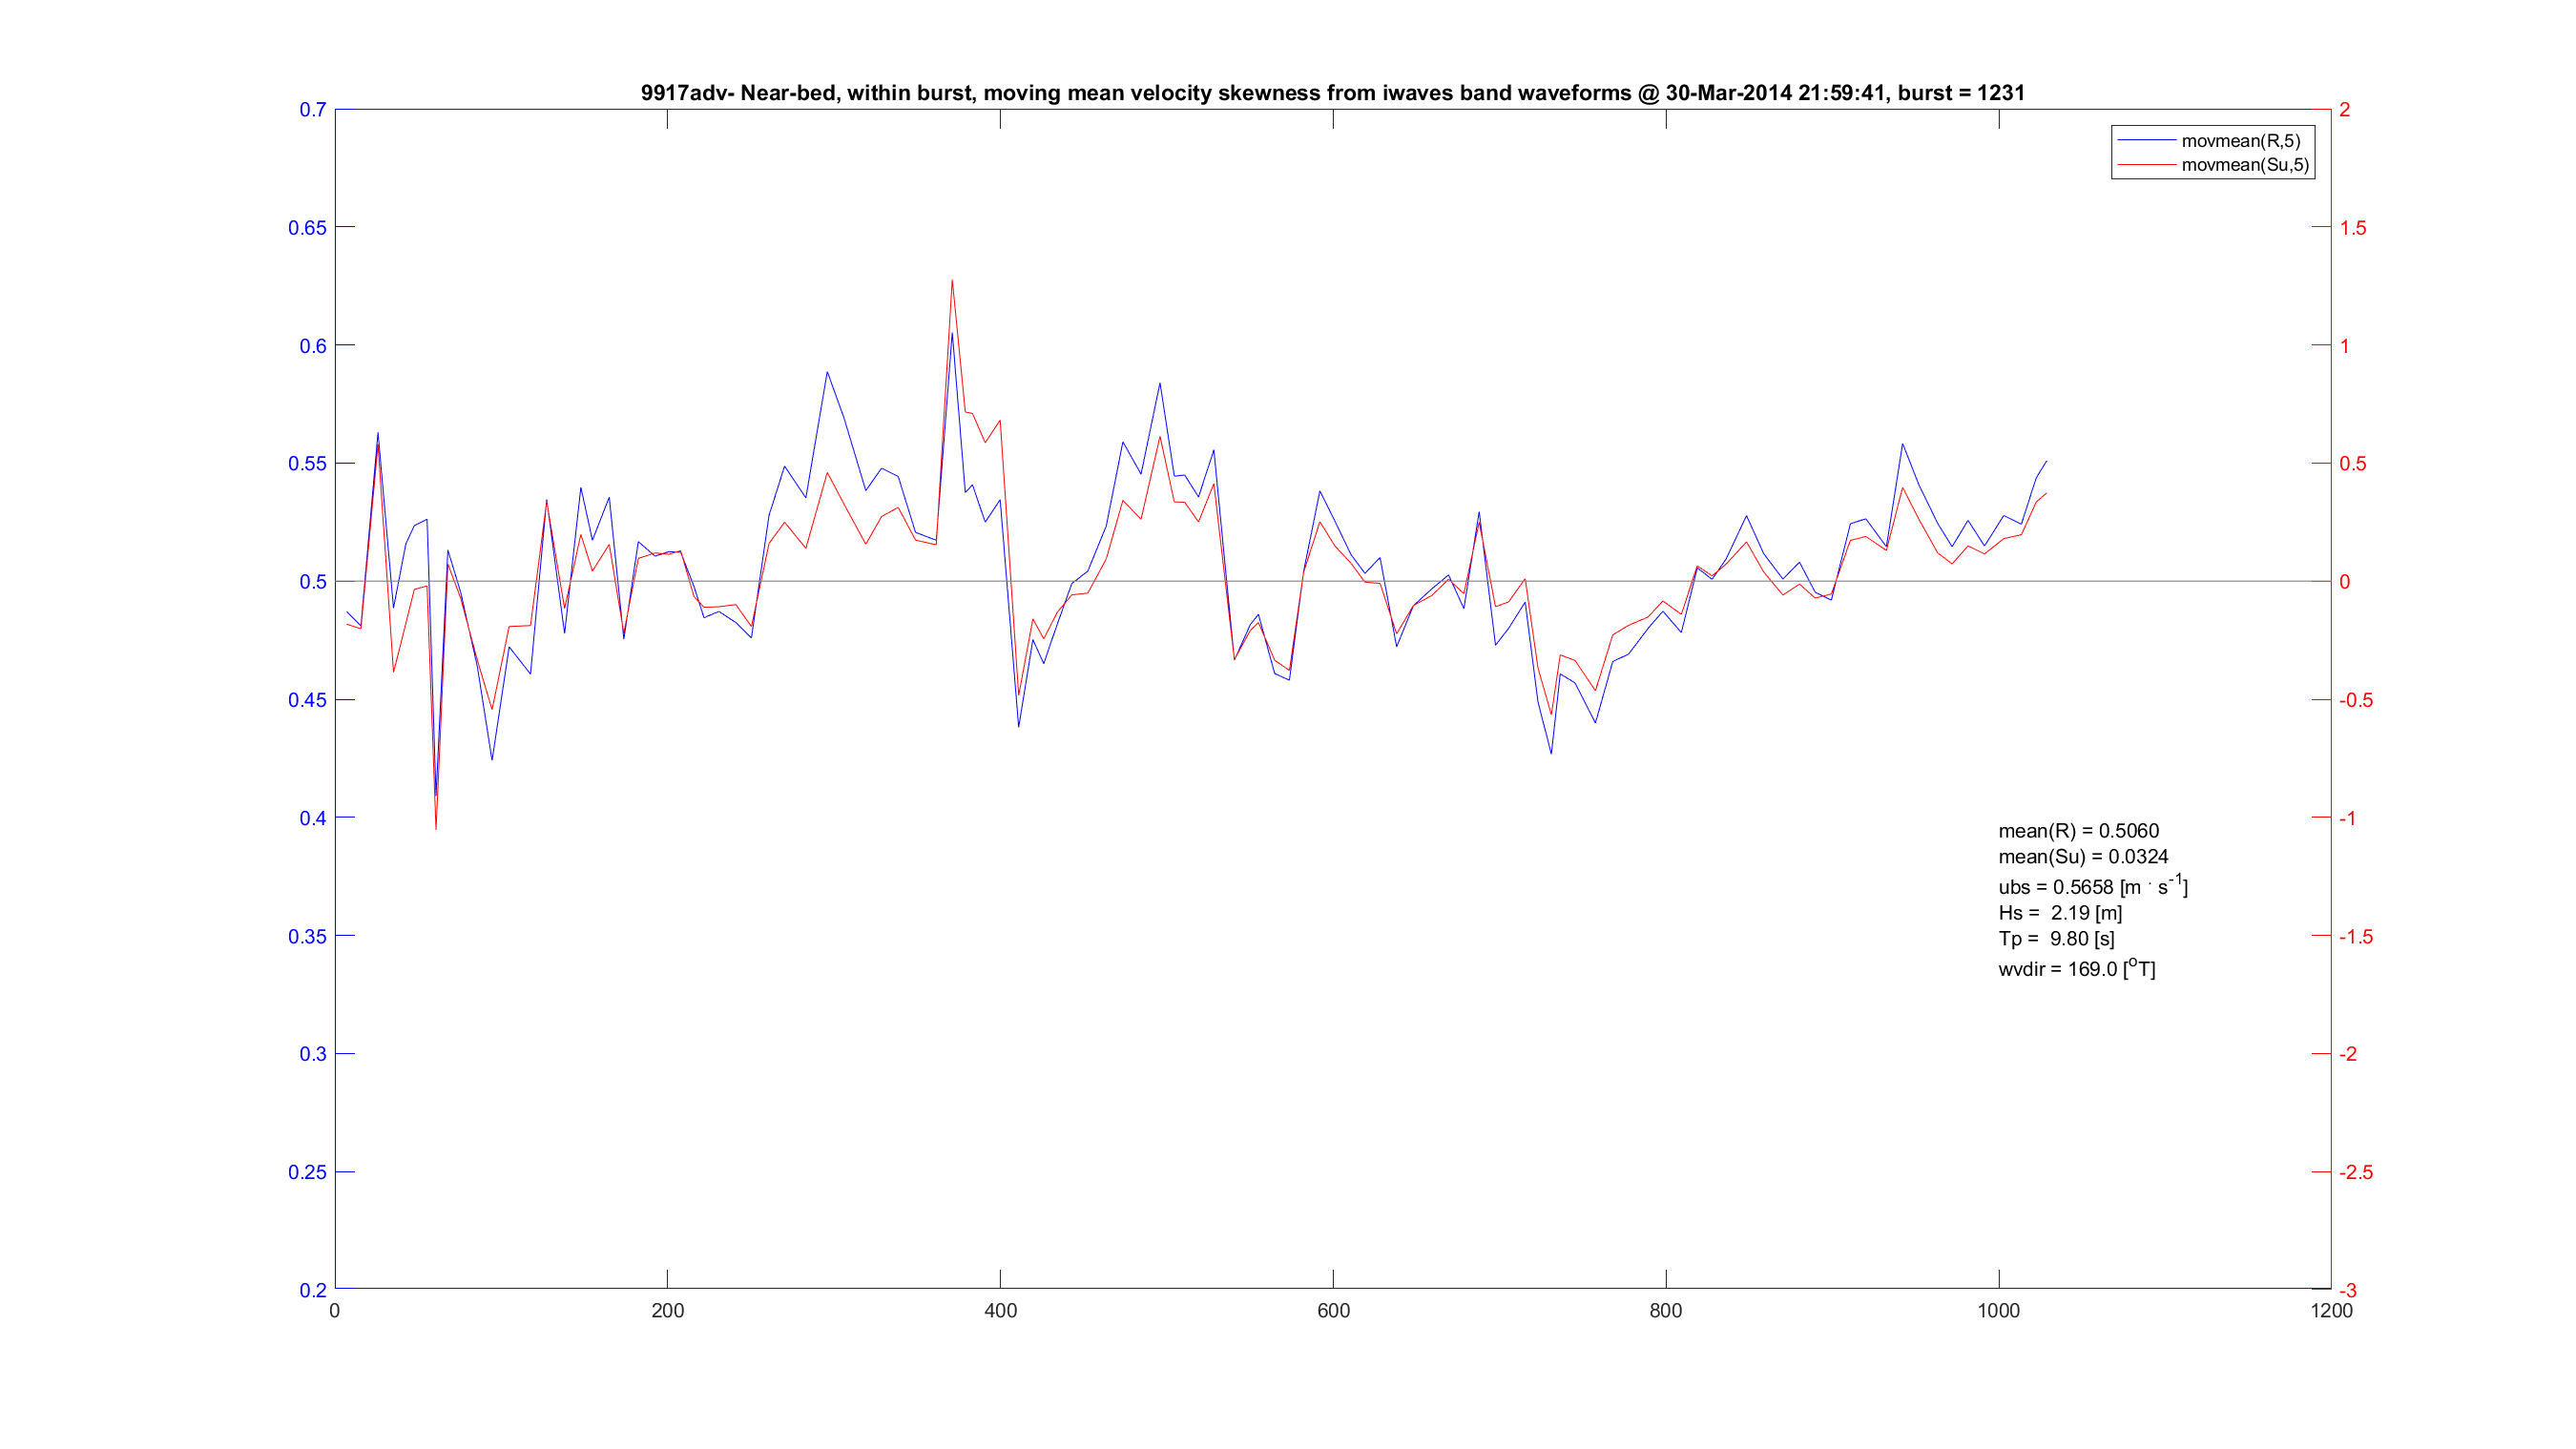 9917adv- Near-bed, within burst, moving mean velocity skewness from iwaves band waveforms @ 30-Mar-2014 21:59:41, burst = 1231
movmean(R,5)
movmean(Su,5)
0.7
0.65
0.6
0.55
0.5
0.45
0.4
0.35
0.3
0.25
0.2
2
1.5
1
0.5
0
-0.5
-1
-1.5
-2
-2.5
-3
mean(R) = 0.5060
mean(Su) = 0.0324
ubs = 0.5658 [m · s⁻¹]
Hs = 2.19 [m]
Tp = 9.80 [s]
wvdir = 169.0 [ᵒT]
0 200 400 600 800 1000 1200